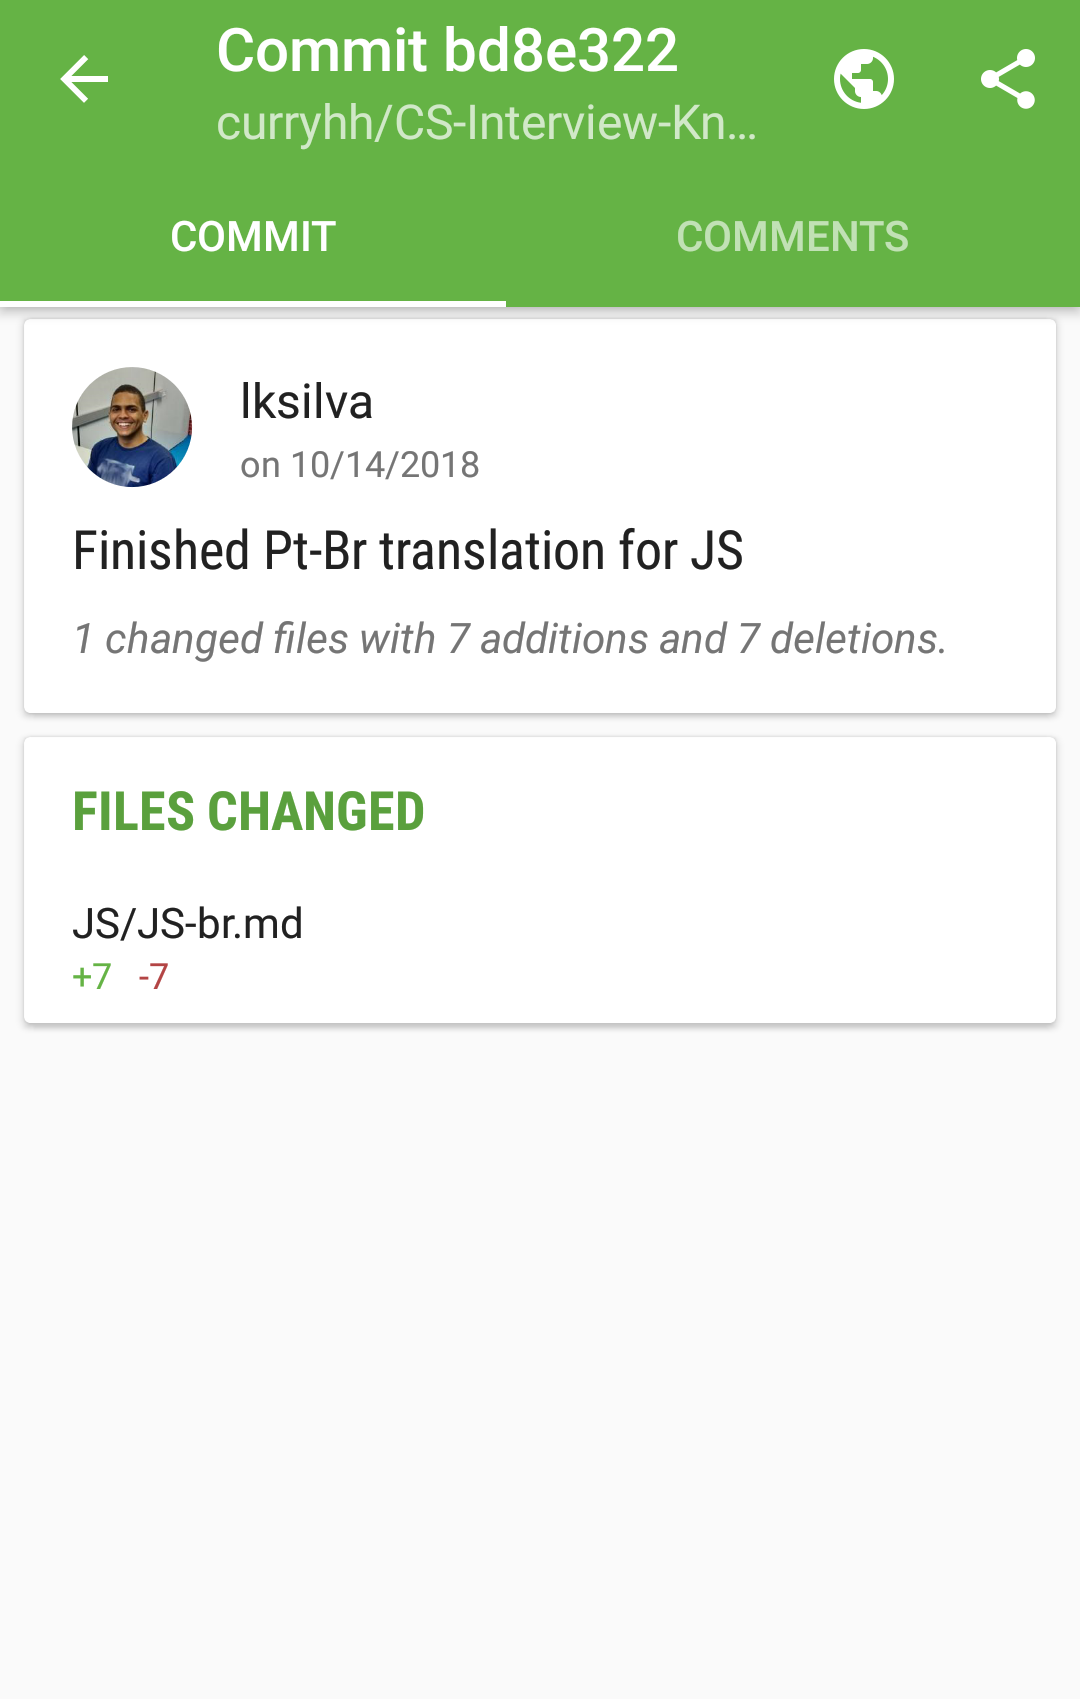 Commit bd8e322
curryhh/CS-Interview-Kn...
COMMIT
COMMENTS
lksilva
on 10/14/2018
Finished Pt-Br translation for JS
1 changed files with 7 additions and 7 deletions.
FILES CHANGED
JS/JS-br.md
+7 -7